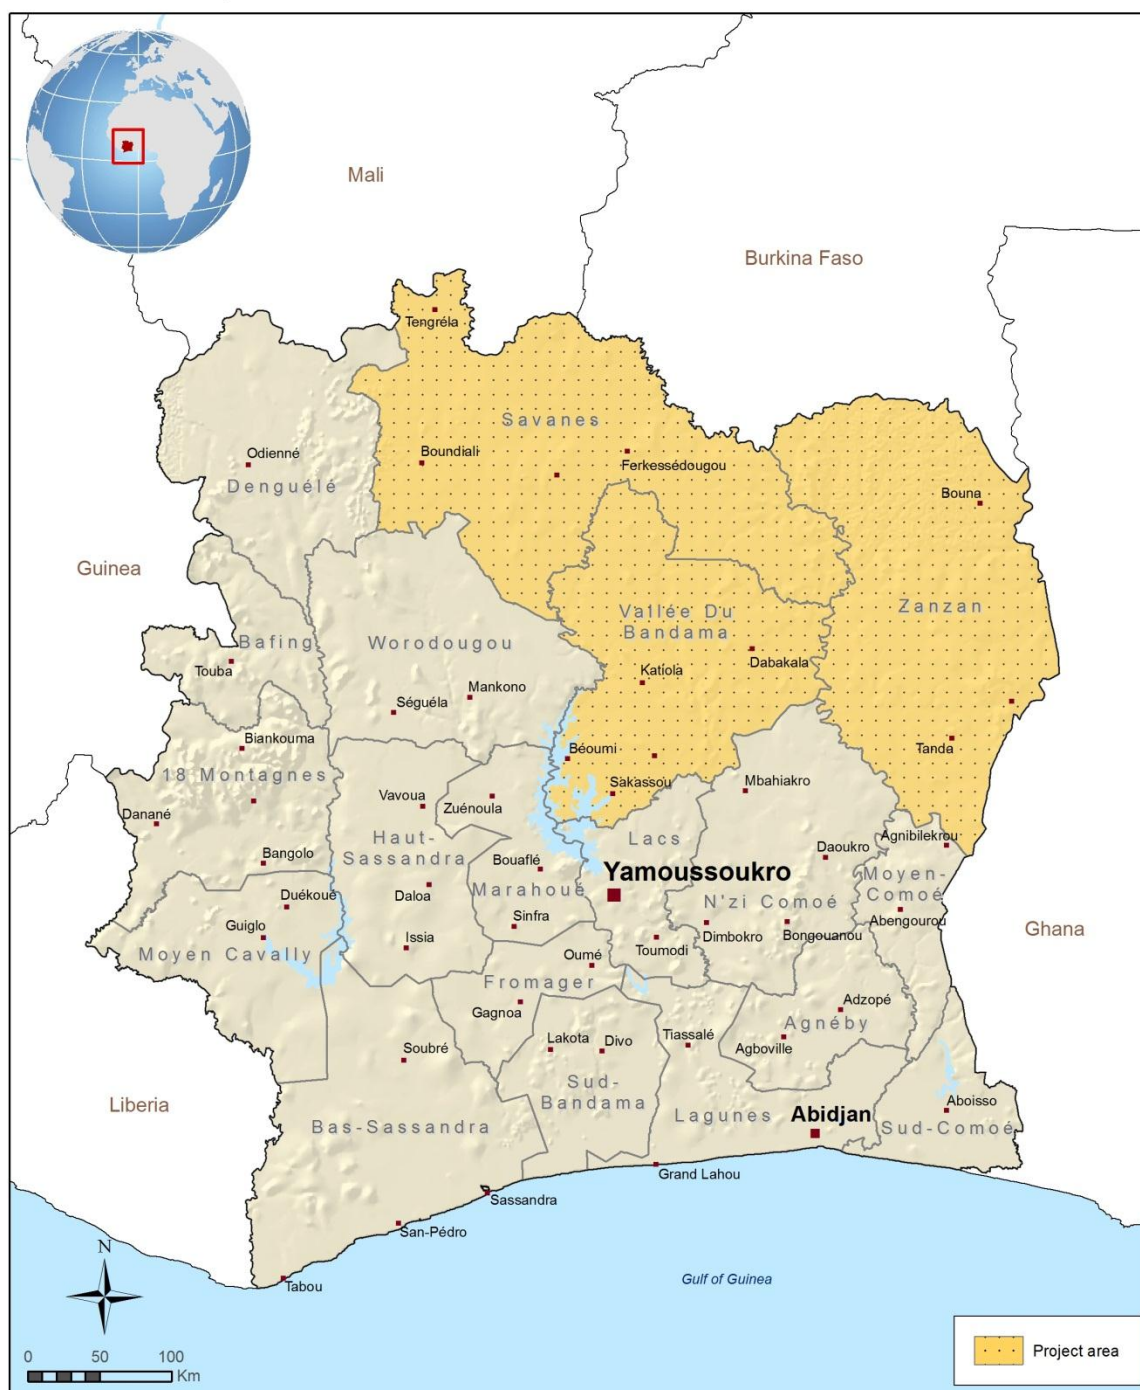 Mali
Burkina Faso
Tengréla
Savanes
Boundiali
Ferkessédougou
Odienné
Denguélé
Bouna
Guinea
Zanzan
Vallée Du
Bandama
Bafing
Worodougou
Touba
Katiola
Dabakala
Séguéla
Mankono
Biankouma
18 Montagnes
Béoumi
Tanda
Sakassou
Mbahiakro
Danané
Vavoua
Zuénoula
Haut-
Sassandra
Lacs
Agnibilekrou
Bangolo
Bouaflé
Daoukro
Yamoussoukro
Moyen-
Comoé
Marahoué
Daloa
Duékoué
N'zi Comoé
Abengourou
Guiglo
Sinfra
Dimbokro
Bongouanou
Ghana
Issia
Moyen Cavally
Oumé
Toumodi
Fromager
Gagnoa
Adzopé
Agnéby
Soubré
Lakota
Divo
Tiassalé
Agboville
Sud-
Bandama
Liberia
Lagunes
Abidjan
Aboisso
Bas-Sassandra
Sud-Comoé
Grand Lahou
Sassandra
San-Pédro
Tabou
N
Gulf of Guinea
0 50 100
Km
Project area